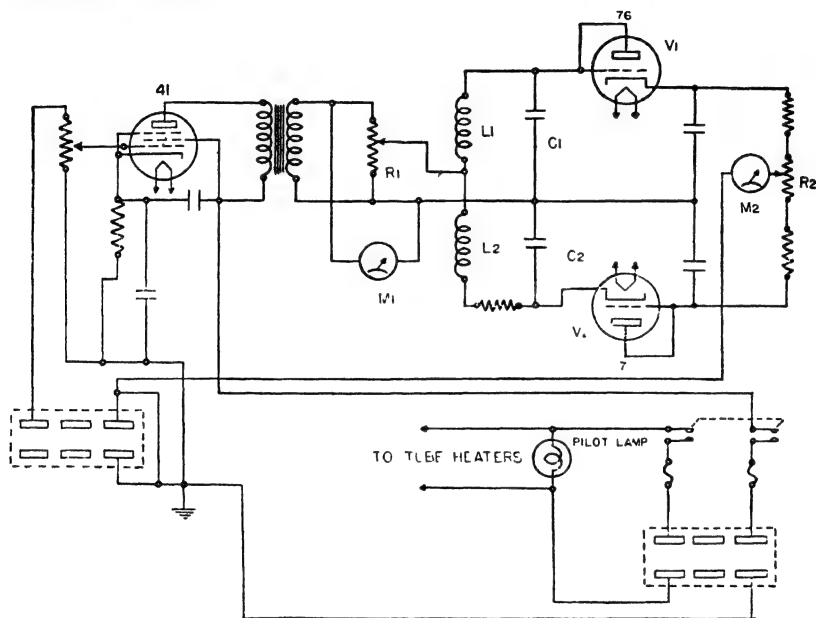 76
V1
41
L1
C1
R1
M2
R2
L2
C2
M1
V.
7
PILOT LAMP
TO TUBE HEATERS